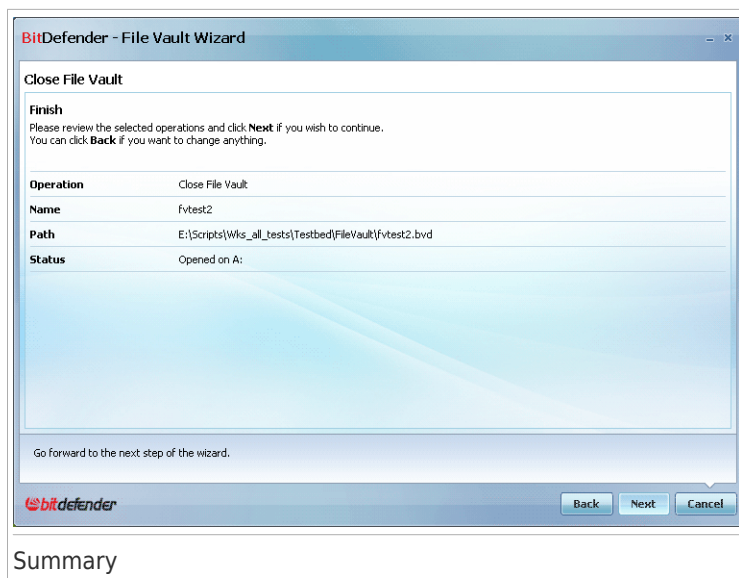 BitDefender - File Vault Wizard
Close File Vault
Finish
Please review the selected operations and click Next if you wish to continue.
You can click Back if you want to change anything.
Operation Close File Vault
Name fvtest2
Path E:\Scripts\Wks_all_tests\Testbed\FileVault\fvtest2.bvd
Status Opened on A:
Go forward to the next step of the wizard.
bitdefender Back Next Cancel
Summary